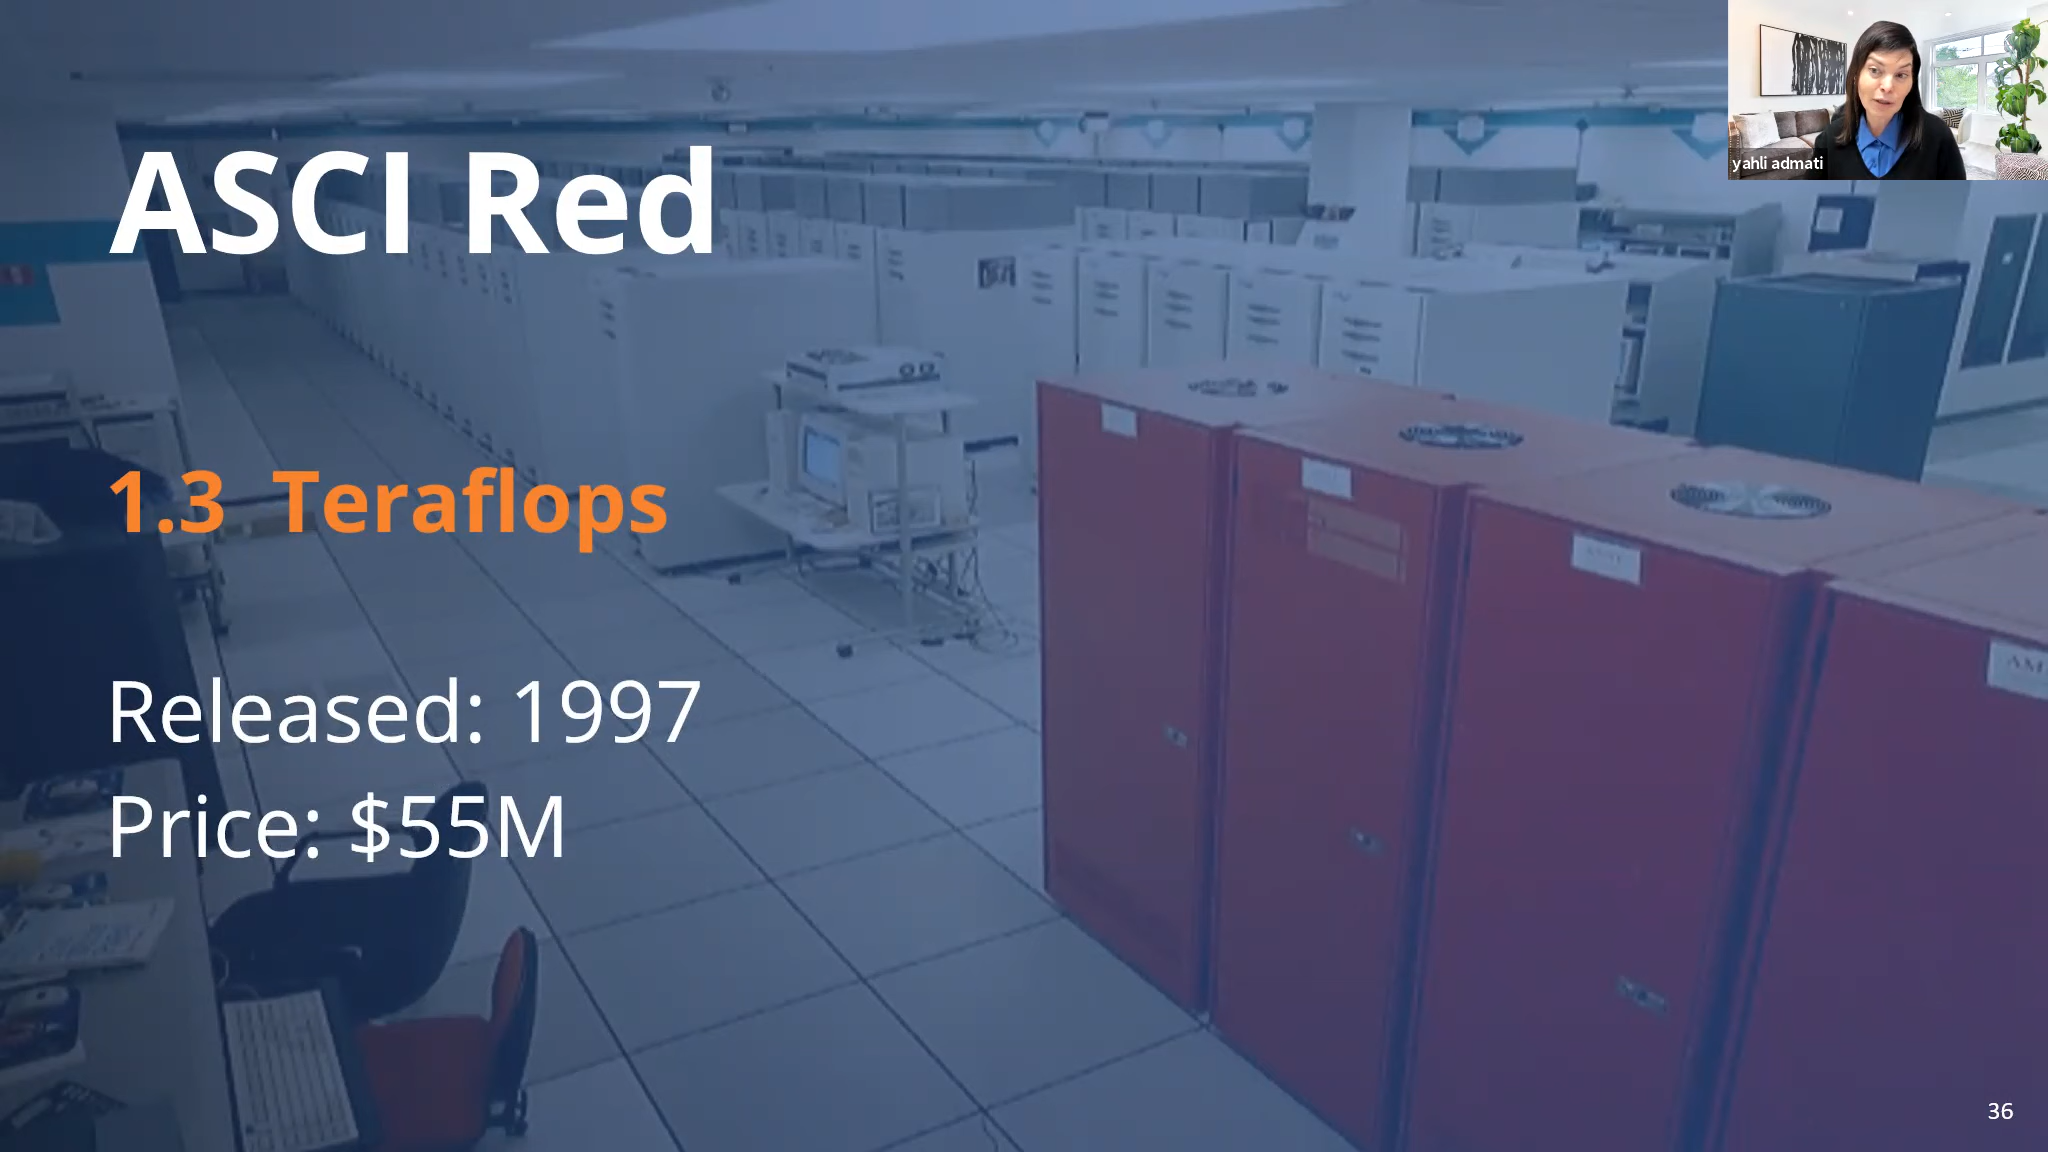 ASCI Red
yahli admati
1.3 Teraflops
Released: 1997
Price: $55M
36